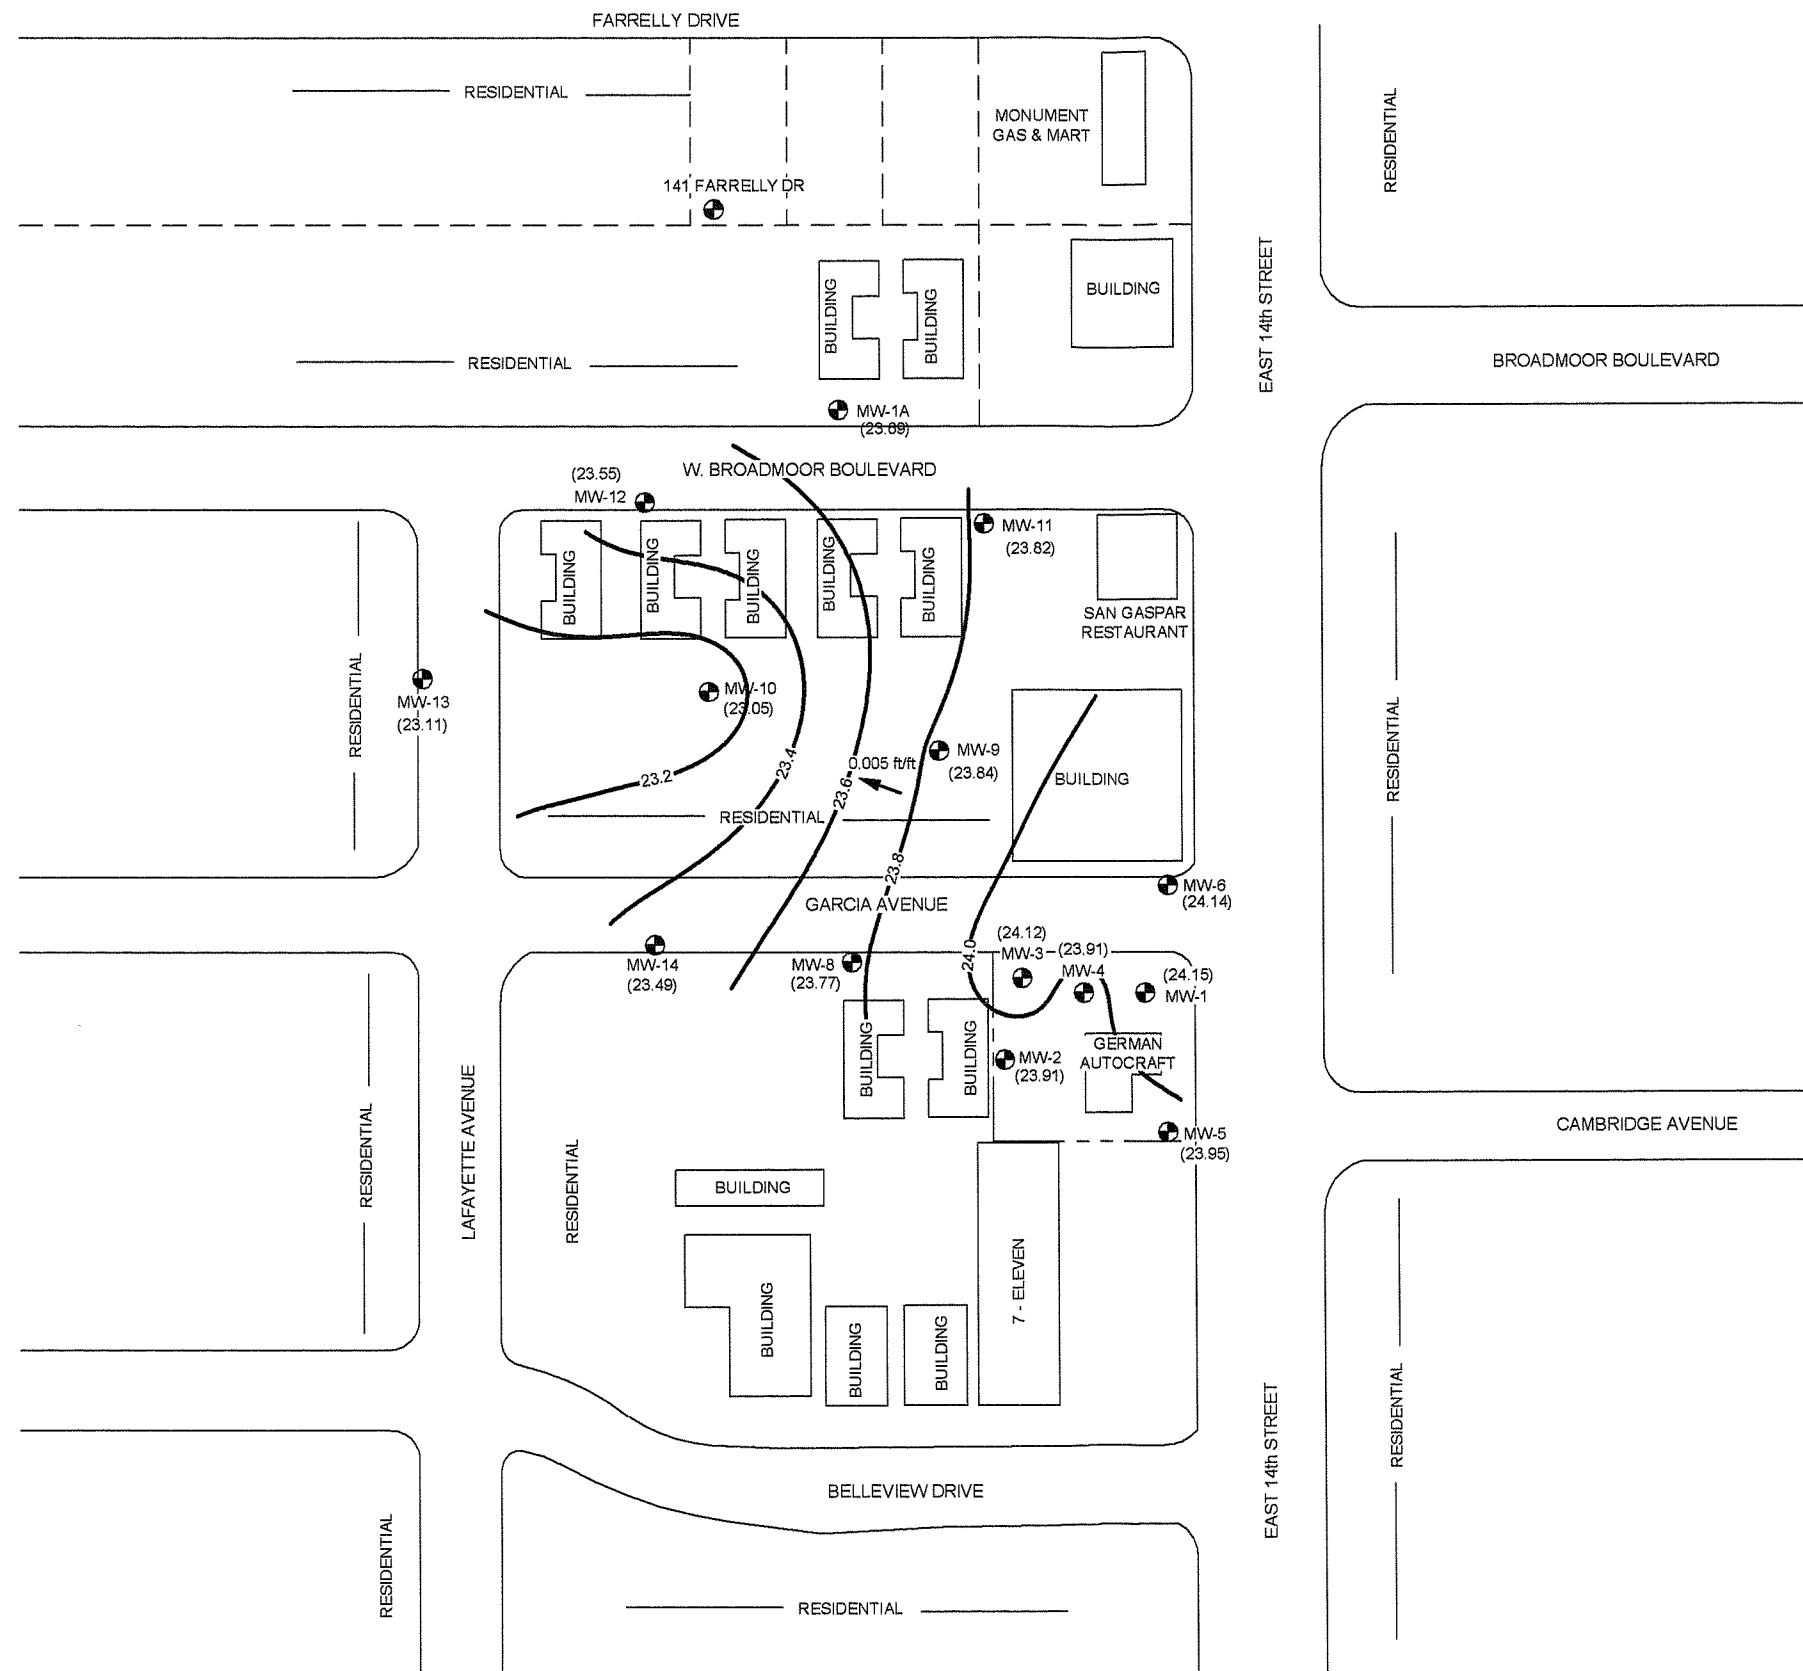 FARRELLY DRIVE
RESIDENTIAL
MONUMENT
GAS & MART
RESIDENTIAL
141 FARRELLY DR
EAST 14th STREET
BUILDING
BUILDING
BUILDING
RESIDENTIAL
BROADMOOR BOULEVARD
MW-1A
(23.69)
W. BROADMOOR BOULEVARD
(23.55)
MW-12
MW-11
(23.82)
BUILDING
BUILDING
BUILDING
BUILDING
BUILDING
SAN GASPAR
RESTAURANT
RESIDENTIAL
MW-13
(23.11)
MW-10
(23.05)
RESIDENTIAL
MW-9
(23.84)
0.005 ft/ft
23.2
23.4
23.6
BUILDING
RESIDENTIAL
23.8
MW-6
(24.14)
GARCIA AVENUE
24.0
(24.12)
MW-3
(23.91)
MW-4
(24.15)
MW-1
MW-14
(23.49)
MW-8
(23.77)
BUILDING
BUILDING
GERMAN
AUTOCRAFT
MW-2
(23.91)
RESIDENTIAL
LAFAYETTE AVENUE
RESIDENTIAL
MW-5
(23.95)
CAMBRIDGE AVENUE
BUILDING
BUILDING
7 - ELEVEN
BUILDING
BUILDING
EAST 14th STREET
RESIDENTIAL
BELLEVIEW DRIVE
RESIDENTIAL
RESIDENTIAL